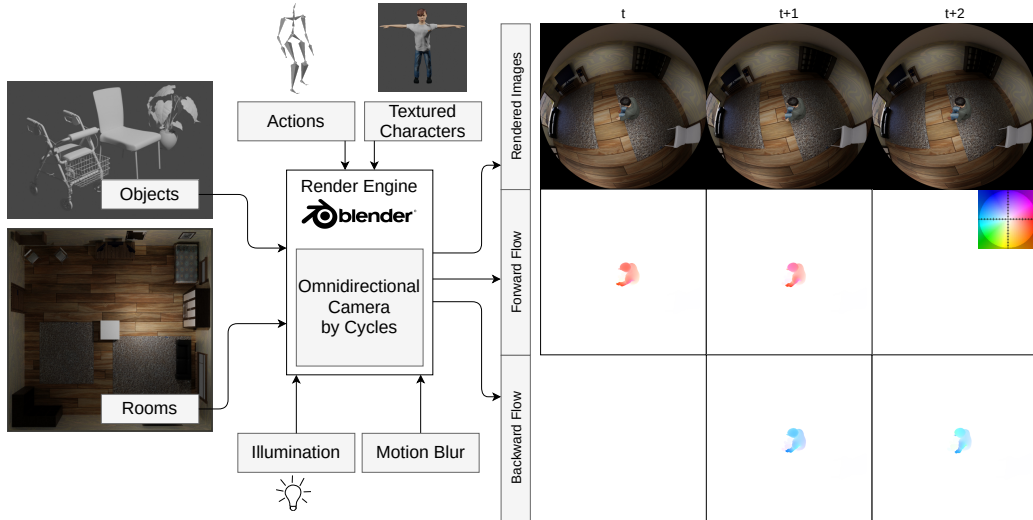 t
t+1
t+2
Actions
Textured
Characters
Objects
Rooms
Render Engine
blender
Omnidirectional
Camera
by Cycles
Illumination
Motion Blur
Rendered Images
Forward Flow
Backward Flow